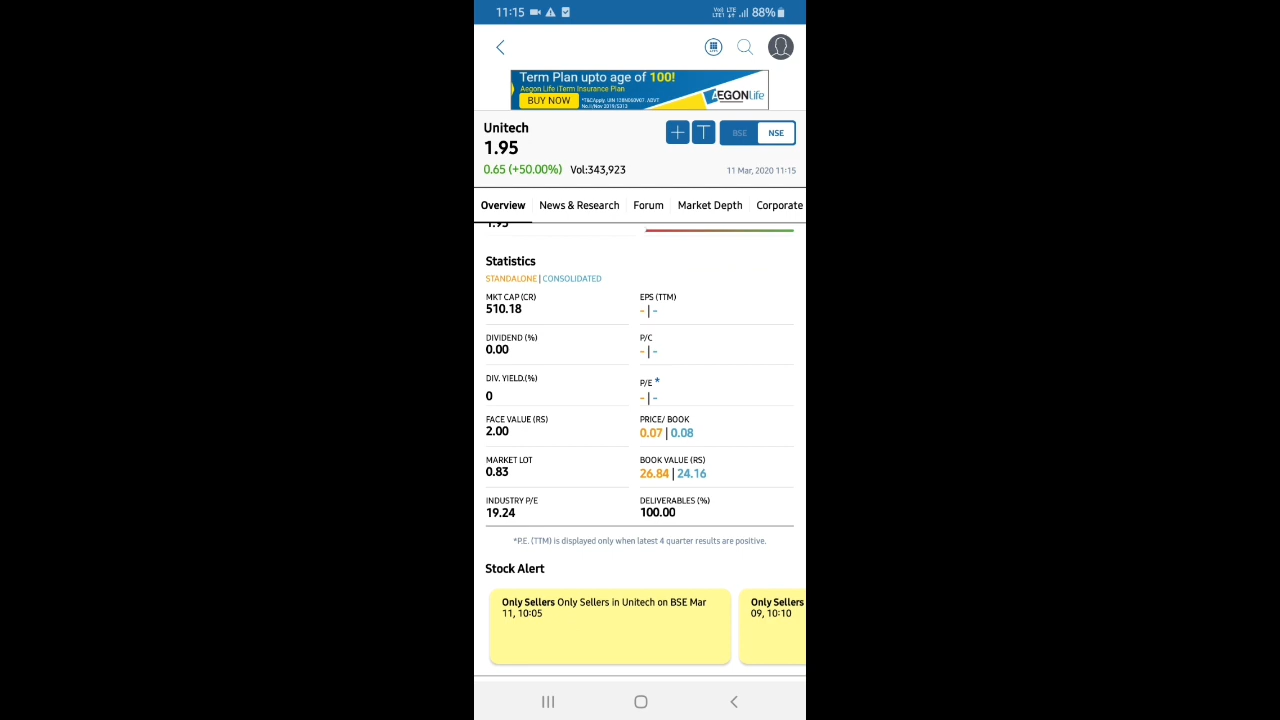 11:15 88%
Term Plan upto age of 100!
Aegon Life iTerm Insurance Plan
BUY NOW
AEGON Life
Unitech
BSE NSE
1.95
0.65 (+50.00%) Vol:343,923
11 Mar, 2020 11:15
Overview News & Research Forum Market Depth Corporate
1.95
Statistics
STANDALONE | CONSOLIDATED
MKT CAP (CR) EPS (TTM)
510.18 - | -
DIVIDEND (%) P/C
0.00 - | -
DIV. YIELD.(%) P/E *
0 - | -
FACE VALUE (RS) PRICE/ BOOK
2.00 0.07 | 0.08
MARKET LOT BOOK VALUE (RS)
0.83 26.84 | 24.16
INDUSTRY P/E DELIVERABLES (%)
19.24 100.00
*P.E. (TTM) is displayed only when latest 4 quarter results are positive.
Stock Alert
Only Sellers Only Sellers in Unitech on BSE Mar
11, 10:05
Only Sellers
09, 10:10